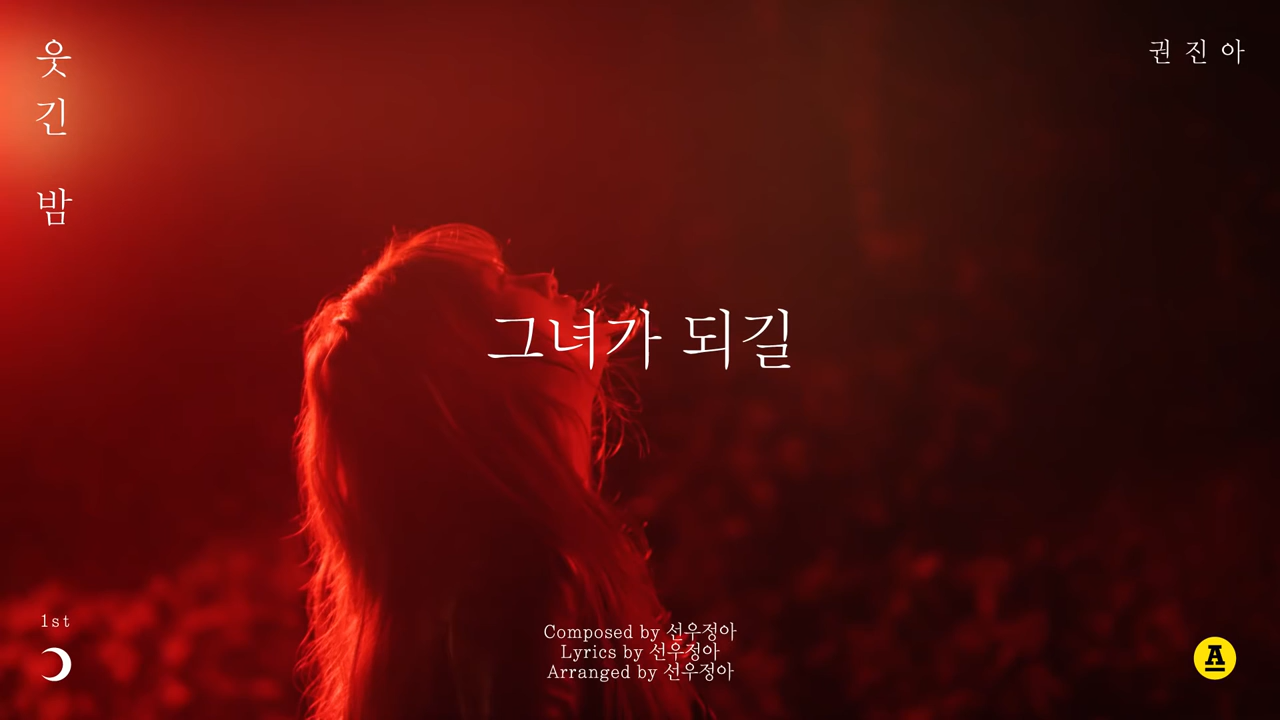 웃긴 밤
권진아
그녀가 되길
1st
Composed by 선우정아
Lyrics by 선우정아
Arranged by 선우정아
A